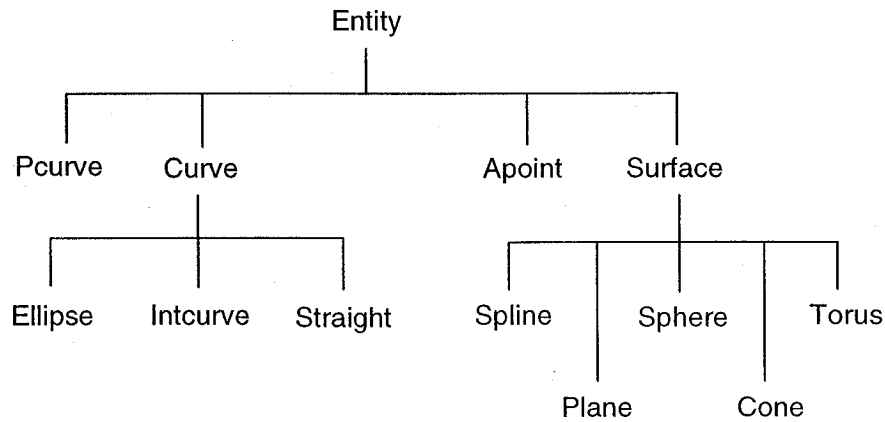 Entity
Pcurve Curve Apoint Surface
Ellipse Intcurve Straight Spline Sphere Torus
Plane Cone